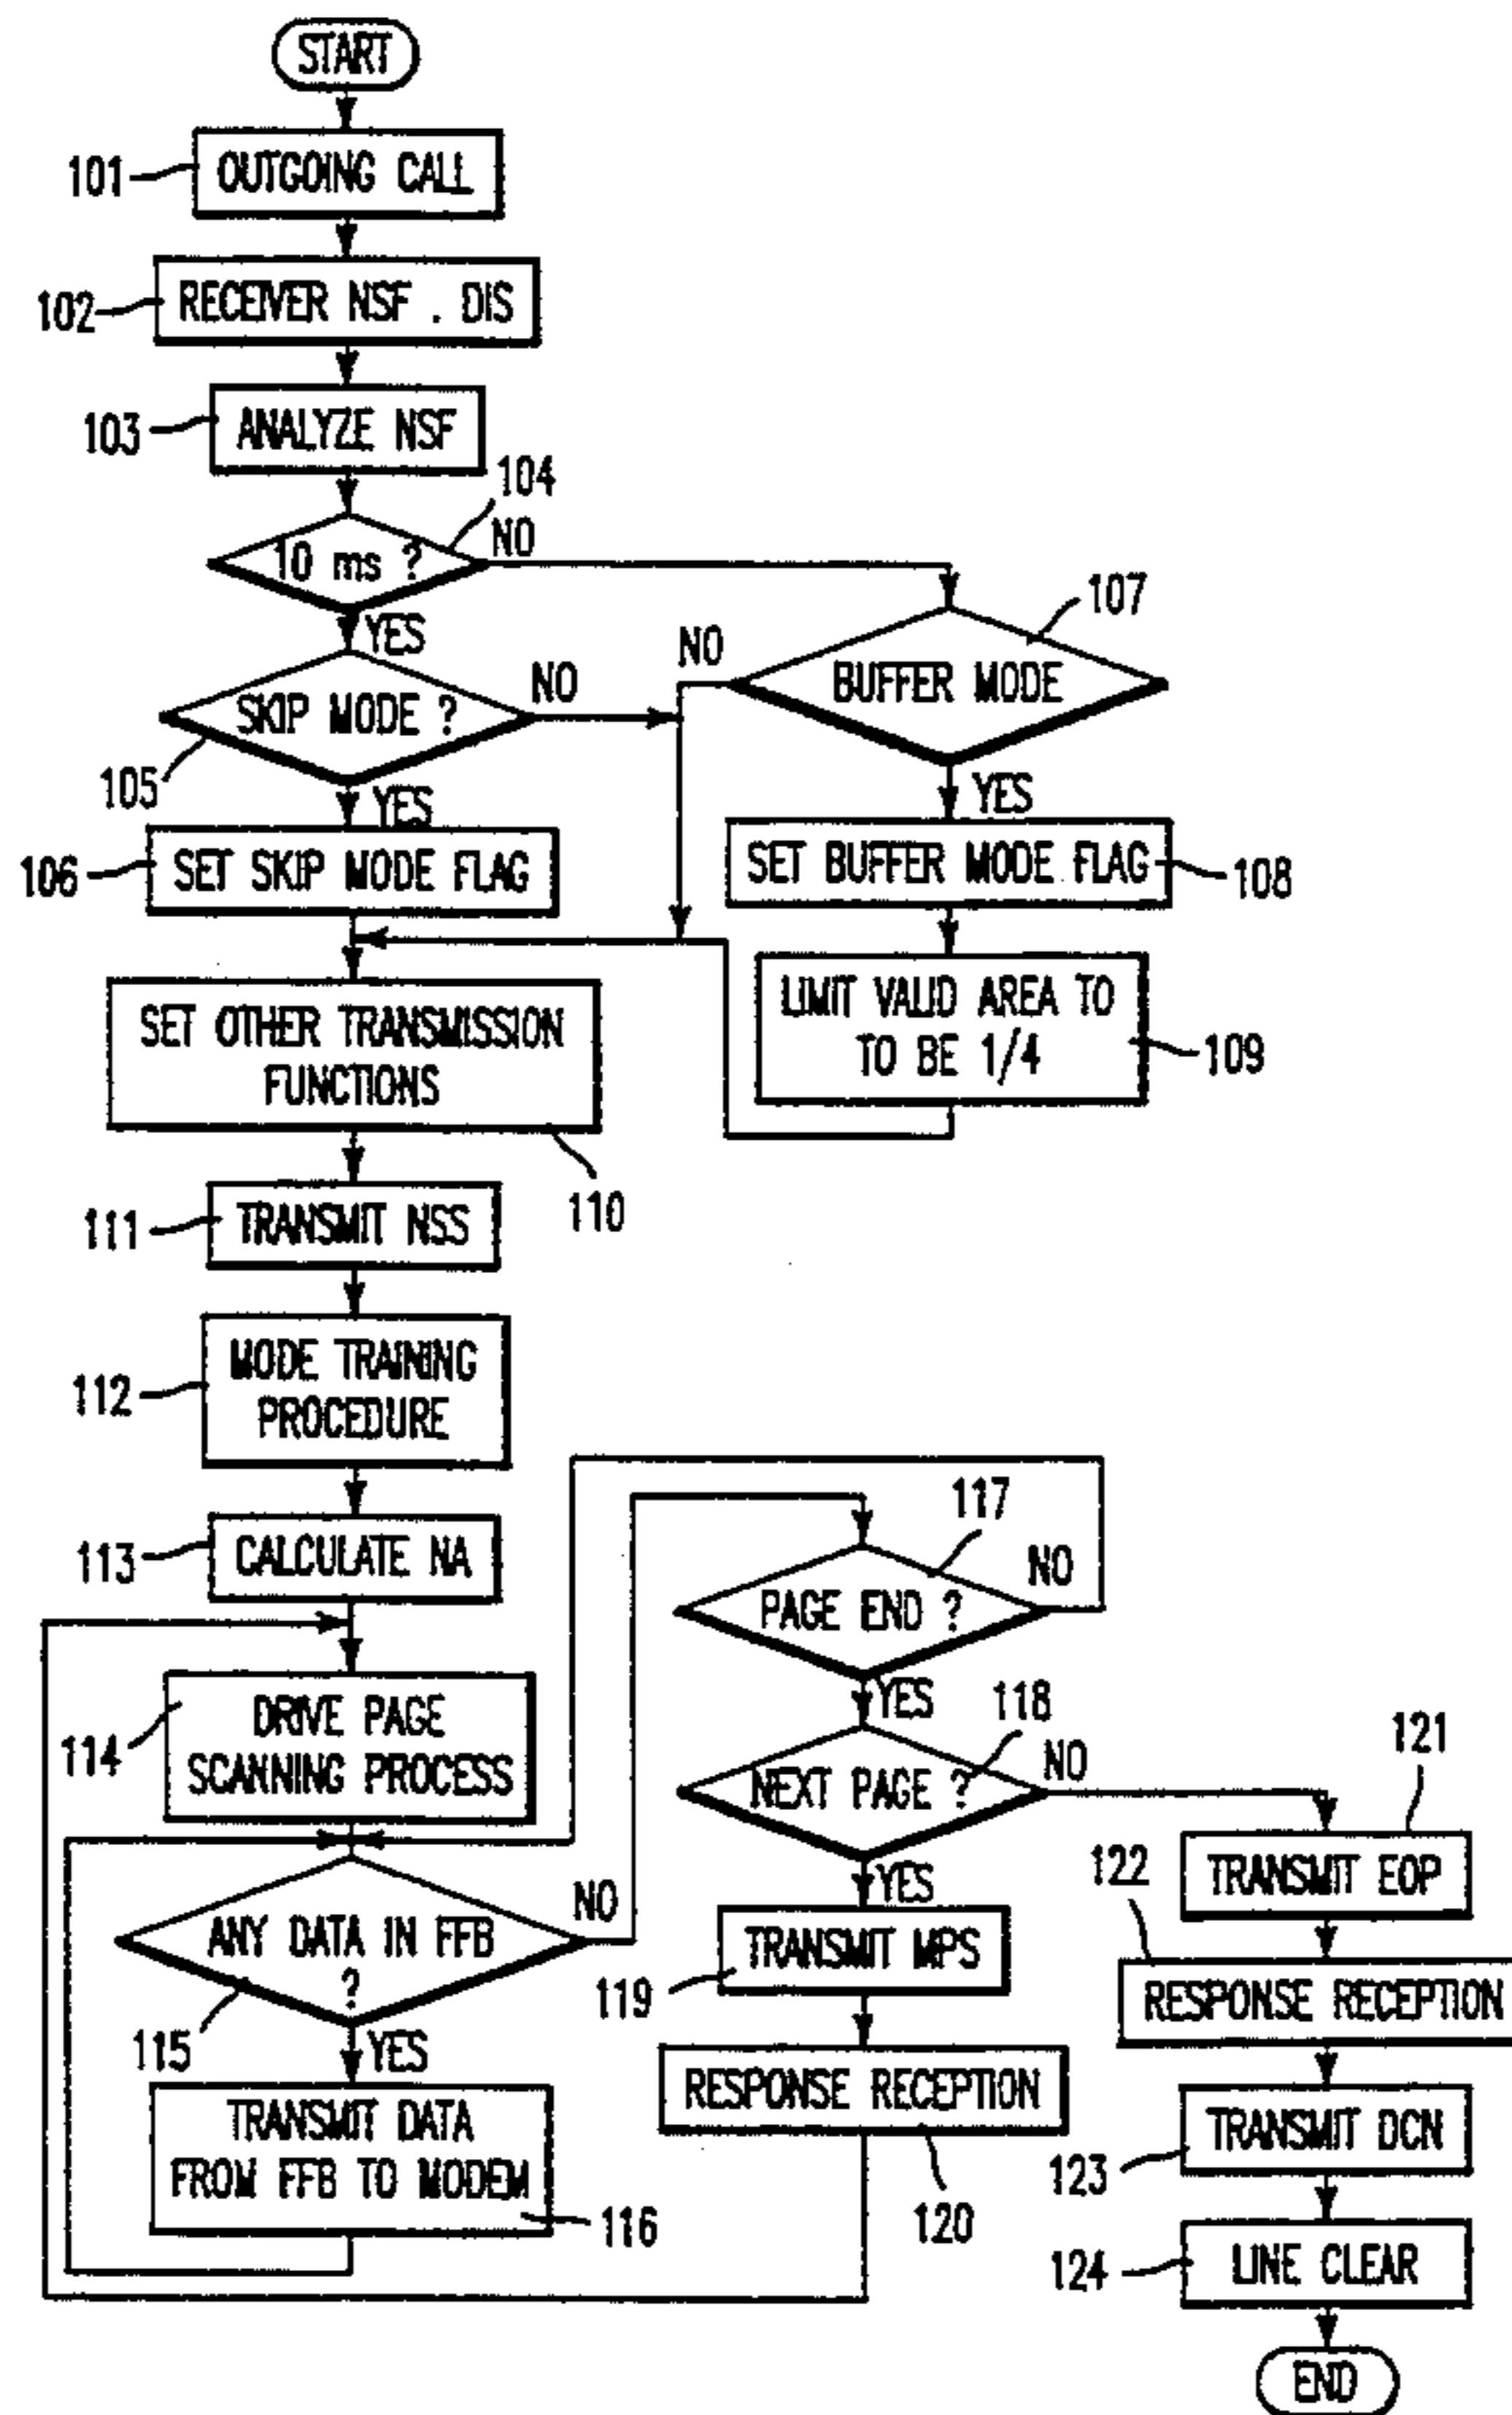 START
101
OUTGOING CALL
102
RECEIVER NSF . DIS
103
ANALYZE NSF
104
10 ms ?
NO
YES
107
BUFFER MODE
NO
YES
SKIP MODE ?
NO
105
YES
106
SET SKIP MODE FLAG
SET BUFFER MODE FLAG
108
LIMIT VALID AREA TO
TO BE 1/4
109
SET OTHER TRANSMISSION
FUNCTIONS
110
111
TRANSMIT NSS
112
MODE TRAINING
PROCEDURE
113
CALCULATE NA
114
DRIVE PAGE
SCANNING PROCESS
ANY DATA IN FFB
?
NO
115
YES
TRANSMIT DATA
FROM FFB TO MODEM
116
117
PAGE END ?
NO
YES
118
NEXT PAGE ?
NO
YES
TRANSMIT MPS
119
RESPONSE RECEPTION
120
121
TRANSMIT EOP
122
RESPONSE RECEPTION
TRANSMIT DCN
123
LINE CLEAR
124
END